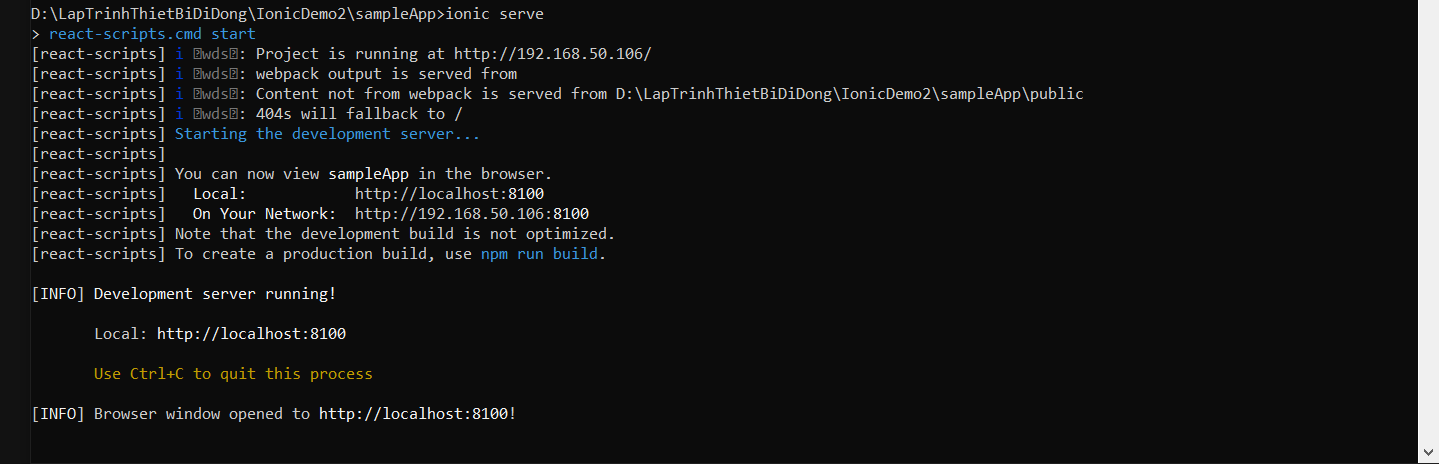 D:\LapTrinhThietBiDiDong\IonicDemo2\sampleApp>ionic serve
> react-scripts.cmd start
[react-scripts] i ⍰wds⍰: Project is running at http://192.168.50.106/
[react-scripts] i ⍰wds⍰: webpack output is served from
[react-scripts] i ⍰wds⍰: Content not from webpack is served from D:\LapTrinhThietBiDiDong\IonicDemo2\sampleApp\public
[react-scripts] i ⍰wds⍰: 404s will fallback to /
[react-scripts] Starting the development server...
[react-scripts]
[react-scripts] You can now view sampleApp in the browser.
[react-scripts]   Local:            http://localhost:8100
[react-scripts]   On Your Network:  http://192.168.50.106:8100
[react-scripts] Note that the development build is not optimized.
[react-scripts] To create a production build, use npm run build.
[INFO] Development server running!
Local: http://localhost:8100
Use Ctrl+C to quit this process
[INFO] Browser window opened to http://localhost:8100!